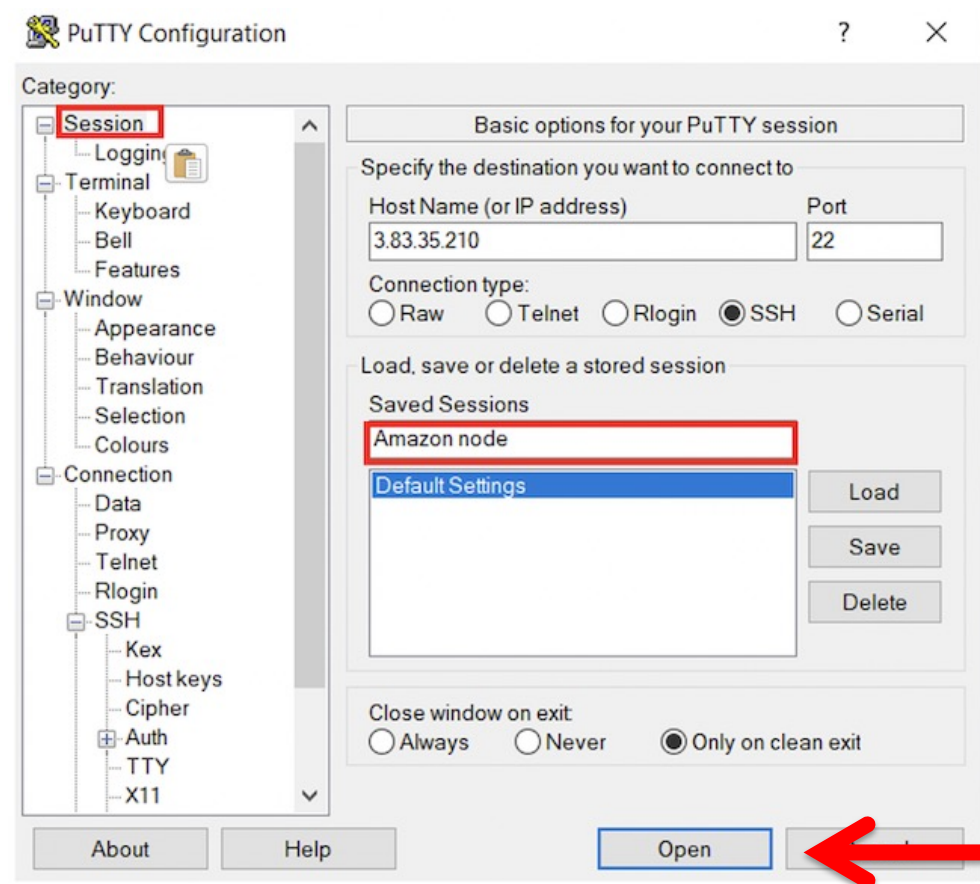 PuTTY Configuration
Category:
Session
Logging
Terminal
Keyboard
Bell
Features
Window
Appearance
Behaviour
Translation
Selection
Colours
Connection
Data
Proxy
Telnet
Rlogin
SSH
Kex
Host keys
Cipher
Auth
TTY
X11
Basic options for your PuTTY session
Specify the destination you want to connect to
Host Name (or IP address) Port
3.83.35.210 22
Connection type:
Raw Telnet Rlogin SSH Serial
Load, save or delete a stored session
Saved Sessions
Amazon node
Default Settings
Load
Save
Delete
Close window on exit:
Always Never Only on clean exit
About Help Open